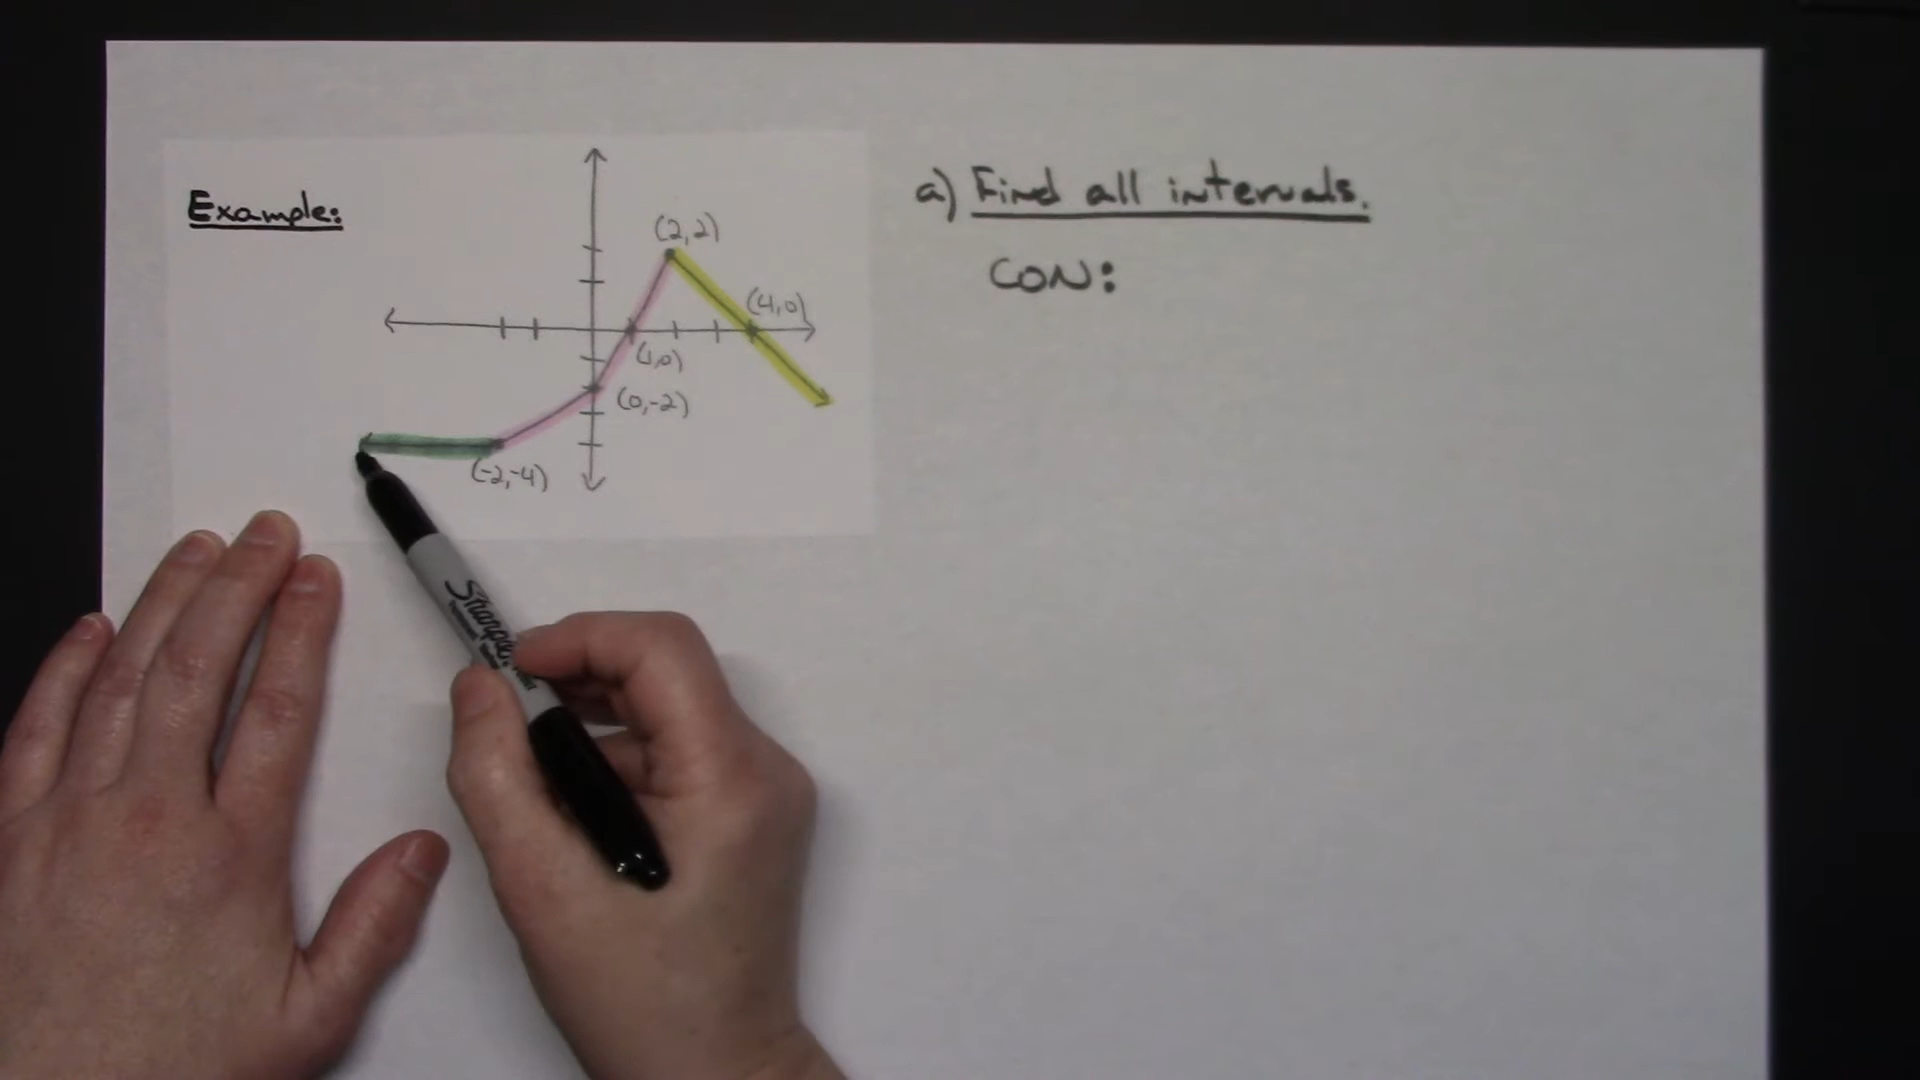 Example:
(2,2)
(4,0)
(1,0)
(0,-2)
(-2,-4)
a) Find all intervals.
CON:
Sharpie